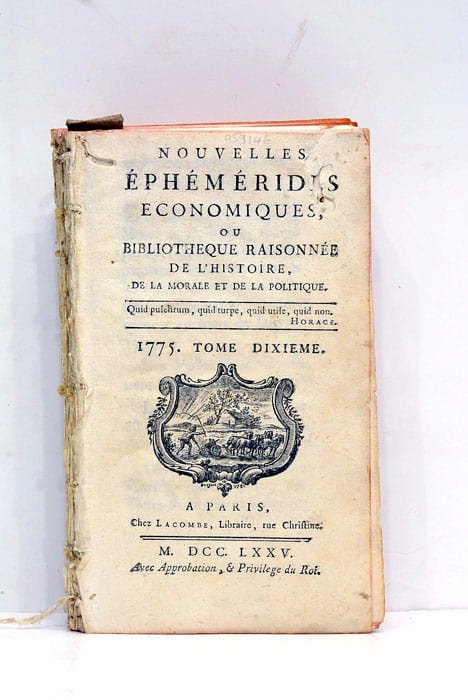 NOUVELLES
ÉPHÉMÉRIDES
ECONOMIQUES,
OU
BIBLIOTHEQUE RAISONNÉE
DE L'HISTOIRE,
DE LA MORALE ET DE LA POLITIQUE.
Quid pulchrum, quid turpe, quid utile, quid non.
HORACE.
1775. TOME DIXIEME.
A PARIS,
Chez LACOMBE, Libraire, rue Christine.
M. DCC. LXXV.
Avec Approbation, & Privilege du Roi.